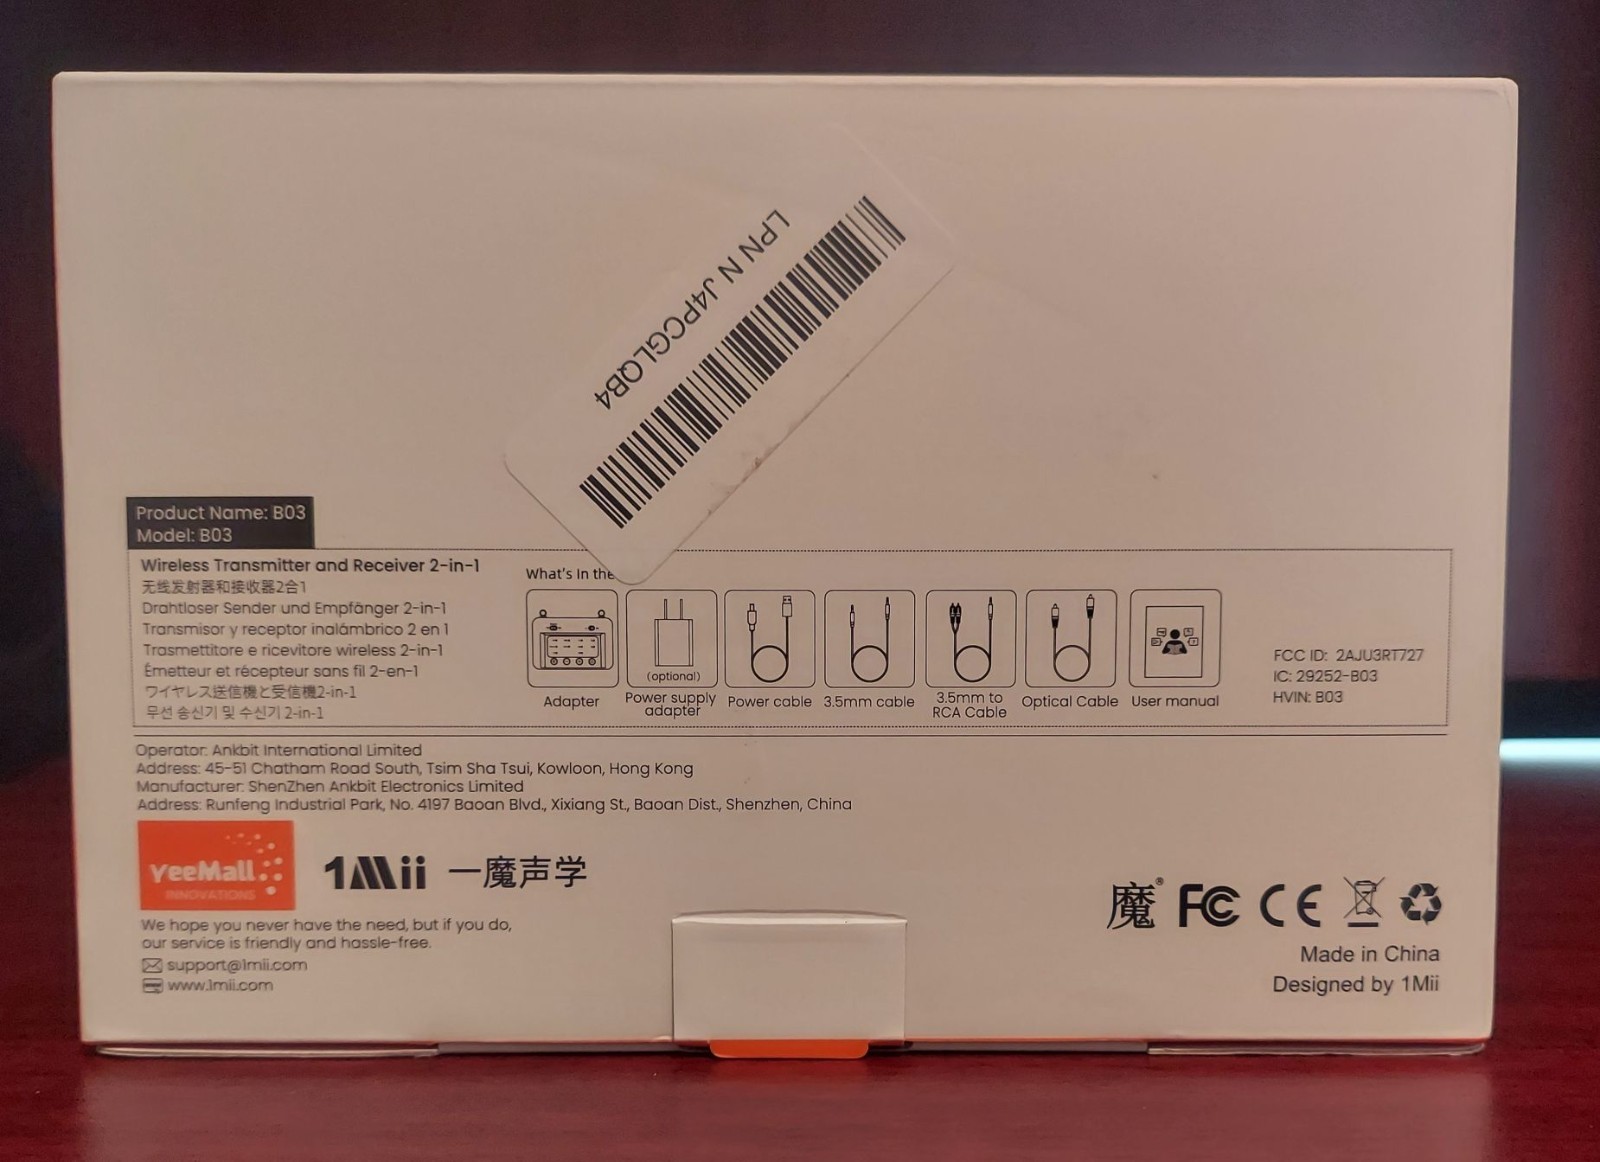 LPN N J4PCGLQB4
Product Name: B03
Model: B03
Wireless Transmitter and Receiver 2-in-1
无线发射器和接收器2合1
Drahtloser Sender und Empfänger 2-in-1
Transmisor y receptor inalámbrico 2 en 1
Trasmettitore e ricevitore wireless 2-in-1
Émetteur et récepteur sans fil 2-en-1
ワイヤレス送信機と受信機2-in-1
무선 송신기 및 수신기 2-in-1
What's In the
(optional)
Adapter
Power supply
adapter
Power cable
3.5mm cable
3.5mm to
RCA Cable
Optical Cable
User manual
FCC ID: 2AJU3RT727
IC: 29252-B03
HVIN: B03
Operator: Ankbit International Limited
Address: 45-51 Chatham Road South, Tsim Sha Tsui, Kowloon, Hong Kong
Manufacturer: ShenZhen Ankbit Electronics Limited
Address: Runfeng Industrial Park, No. 4197 Baoan Blvd., Xixiang St., Baoan Dist., Shenzhen, China
YeeMall
INNOVATIONS
1Mii 一魔声学
We hope you never have the need, but if you do,
our service is friendly and hassle-free.
support@1mii.com
www.1mii.com
魔® FC CE
Made in China
Designed by 1Mii